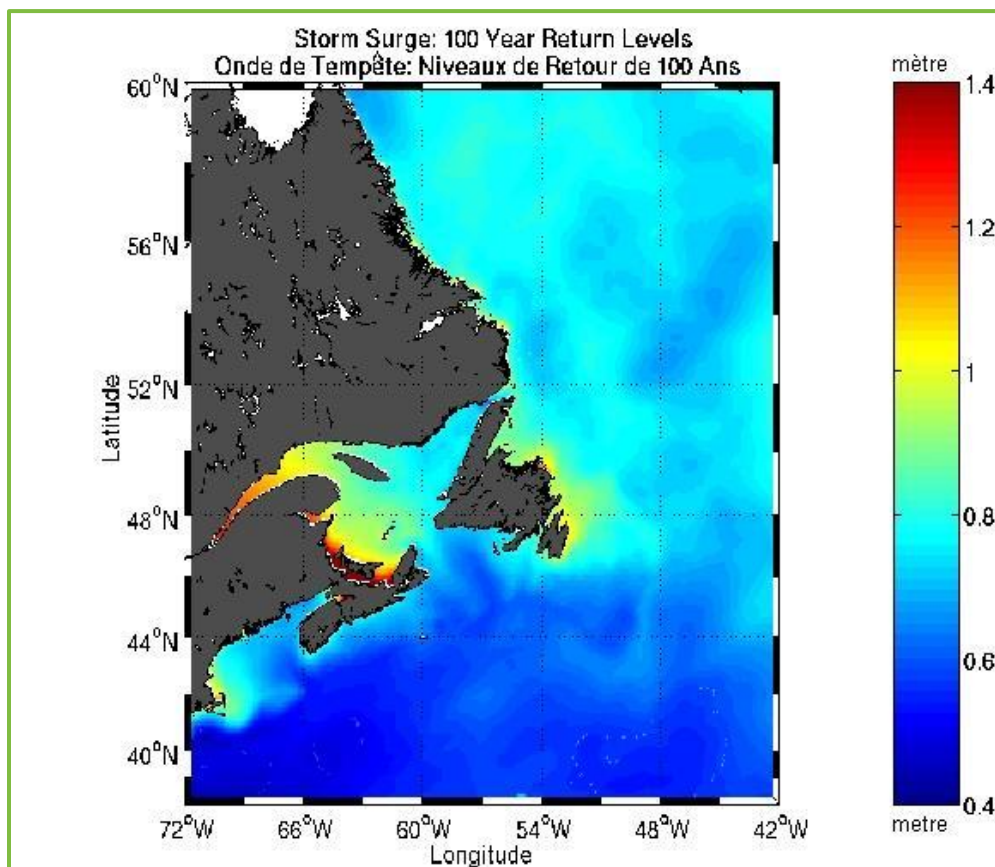 Storm Surge: 100 Year Return Levels
Onde de Tempête: Niveaux de Retour de 100 Ans
mètre
60°N
56°N
52°N
48°N
44°N
40°N
Latitude
72°W 66°W 60°W 54°W 48°W 42°W
Longitude
1.4
1.2
1
0.8
0.6
0.4
metre